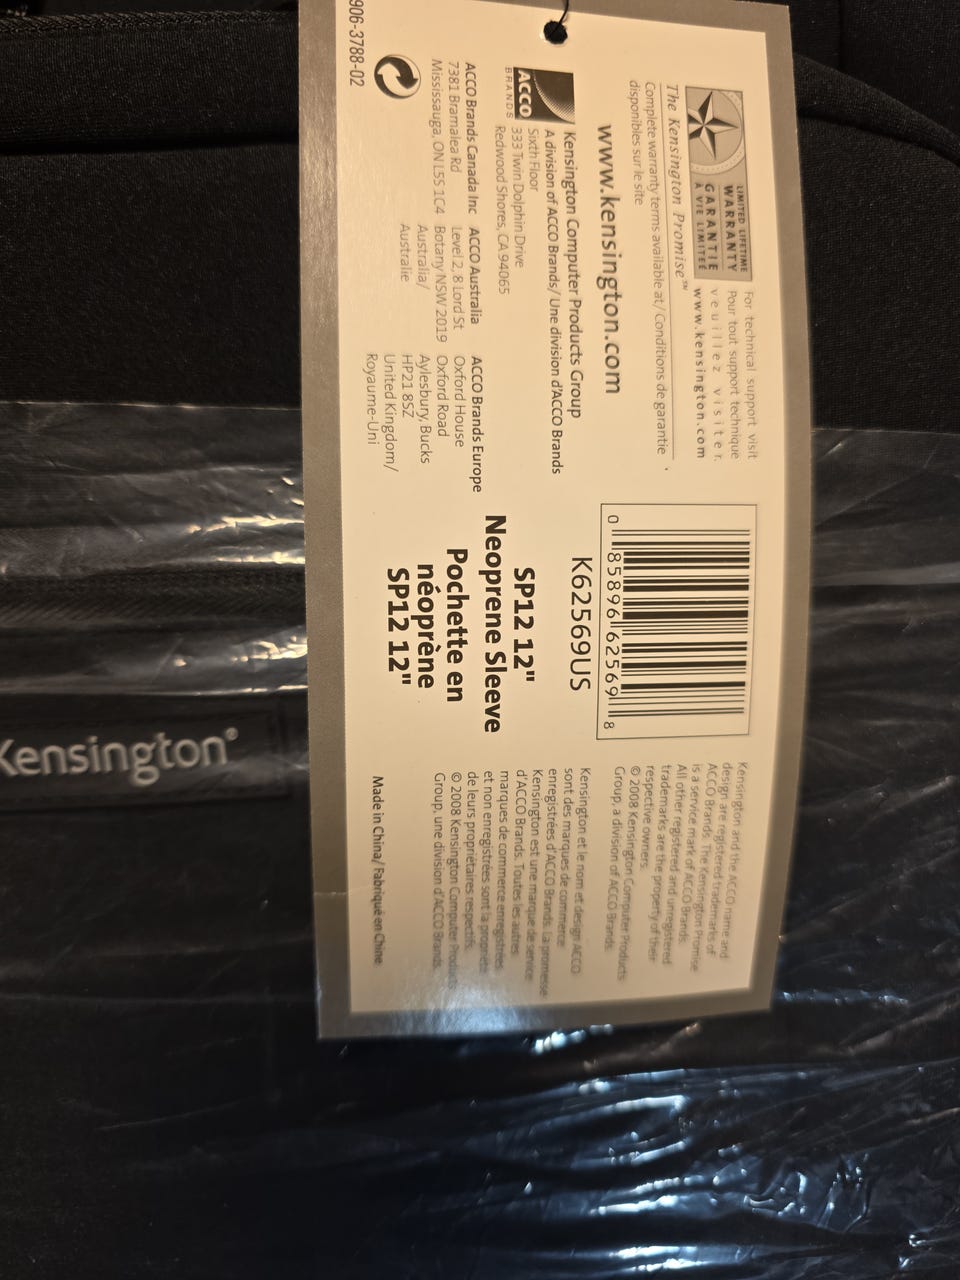 LIMITED LIFETIME
WARRANTY
GARANTIE
À VIE LIMITÉE
For technical support visit
Pour tout support technique
veuillez visiter.
www.kensington.com
The Kensington Promise℠
Complete warranty terms available at/ Conditions de garantie
disponibles sur le site
www.kensington.com
ACCO
BRANDS
Kensington Computer Products Group
A division of ACCO Brands/ Une division d'ACCO Brands
Sixth Floor
333 Twin Dolphin Drive
Redwood Shores, CA 94065
ACCO Brands Canada Inc
7381 Bramalea Rd
Mississauga, ON L5S 1C4
ACCO Australia
Level 2, 8 Lord St
Botany NSW 2019
Australia/
Australie
ACCO Brands Europe
Oxford House
Oxford Road
Aylesbury, Bucks
HP21 8SZ
United Kingdom/
Royaume-Uni
906-3788-02
0 85896 62569 8
K62569US
SP12 12"
Neoprene Sleeve
Pochette en
néoprène
SP12 12"
Kensington and the ACCO name and
design are registered trademarks of
ACCO Brands. The Kensington Promise
is a service mark of ACCO Brands.
All other registered and unregistered
trademarks are the property of their
respective owners.
© 2008 Kensington Computer Products
Group, a division of ACCO Brands.
Kensington et le nom et design ACCO
sont des marques de commerce
enregistrées d'ACCO Brands. La promesse
Kensington est une marque de service
d'ACCO Brands. Toutes les autres
marques de commerce enregistrées
et non enregistrées sont la propriété
de leurs propriétaires respectifs.
© 2008 Kensington Computer Products
Group, une division d'ACCO Brands.
Made in China/ Fabriqué en Chine
Kensington®